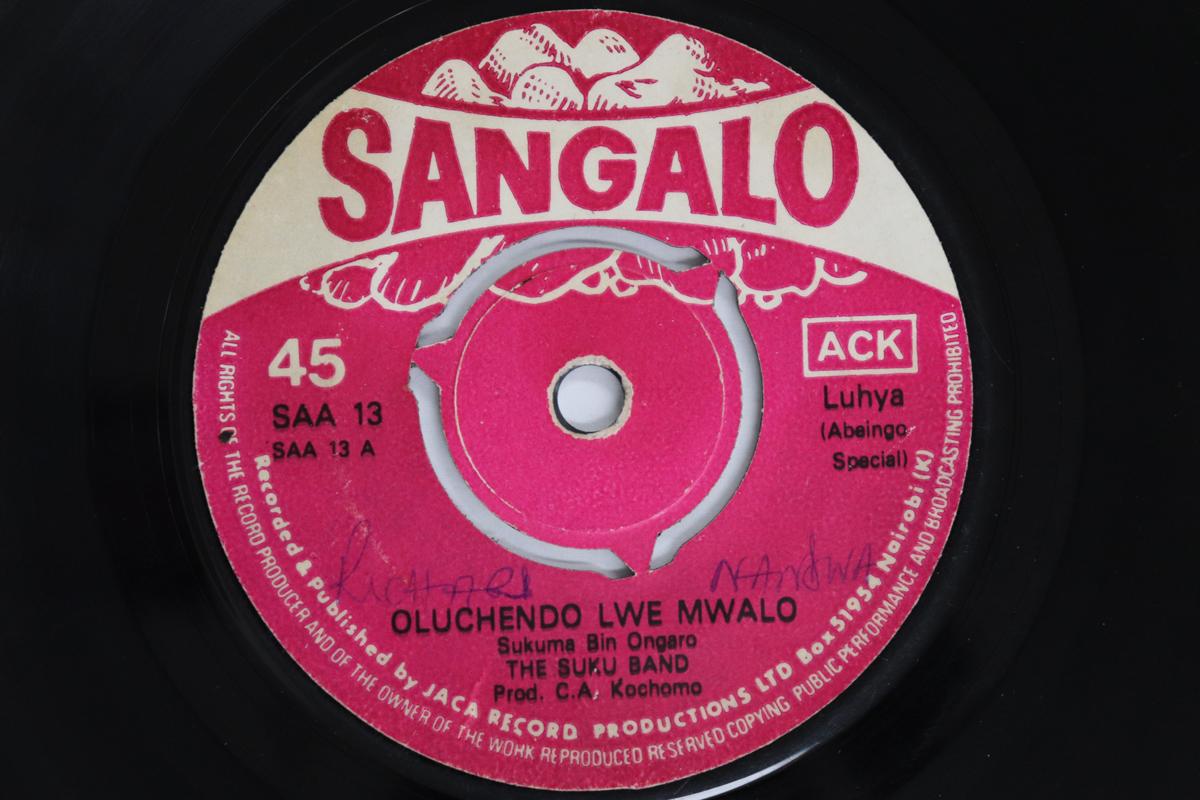 SANGALO
45
SAA 13
SAA 13 A
ACK
Luhya
(Abaingo
Special)
RICHARD NANDWA
OLUCHENDO LWE MWALO
Sukuma Bin Ongaro
THE SUKU BAND
Prod. C.A. Kochomo
Recorded & Published by JACA RECORD PRODUCTIONS LTD Box 51954 Nairobi (K)
ALL RIGHTS OF THE RECORD PRODUCER AND OF THE OWNER OF THE WORK REPRODUCED RESERVED COPYING PUBLIC PERFORMANCE AND BROADCASTING PROHIBITED